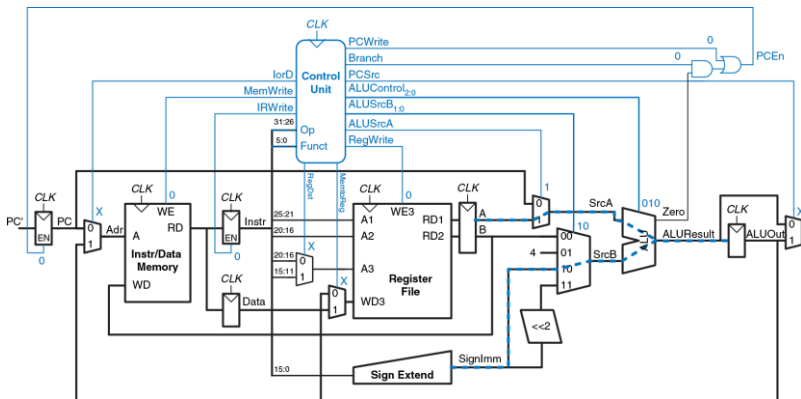 CLK
PCWrite
0
Branch
0
PCEn
IorD
Control
Unit
PCSrc
MemWrite
ALUControl2:0
IRWrite
ALUSrcB1:0
31:26
Op
ALUSrcA
5:0
Funct
RegWrite
RegDst
MemtoReg
CLK
X
CLK
0
CLK
CLK
0
CLK
1
SrcA
010
Zero
CLK
X
PC'
PC
EN
0
0
1
Adr
WE
RD
A
Instr/Data
Memory
WD
EN
0
Instr
25:21
20:16
A1
A2
WE3
RD1
RD2
A
B
0
1
10
00
4
01
10
11
SrcB
ALU
ALUResult
ALUOut
0
1
20:16
15:11
X
0
1
A3
Register
File
CLK
Data
X
0
1
WD3
<<2
SignImm
15:0
Sign Extend